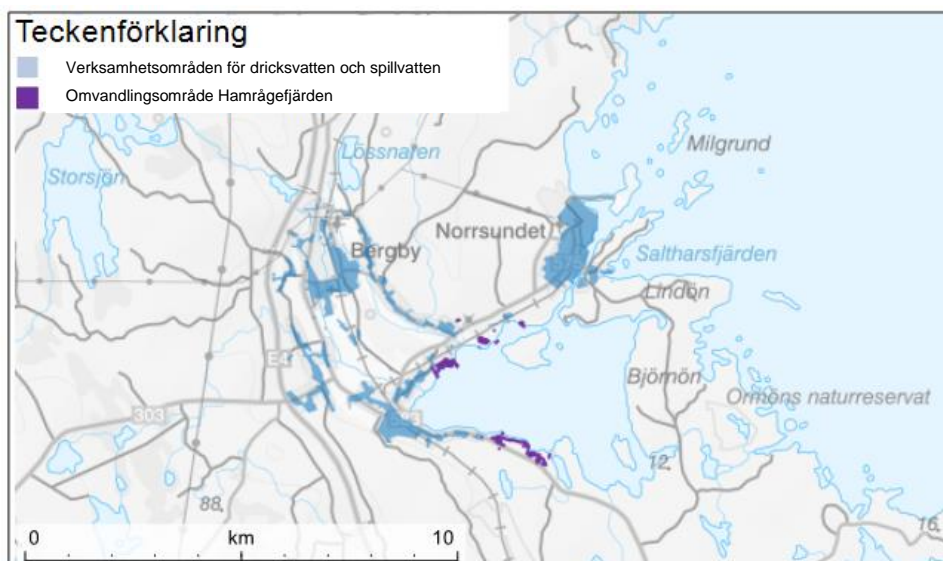 Teckenförklaring
Verksamhetsområden för dricksvatten och spillvatten
Omvandlingsområde Hamrågefjärden
Milgrund
Lössnaren
Storsjön
Norrsundet
Bergby
Saltharsfjärden
Lindön
E4
Björnön
Ormöns naturreservat
303
12
88
16
0 km 10